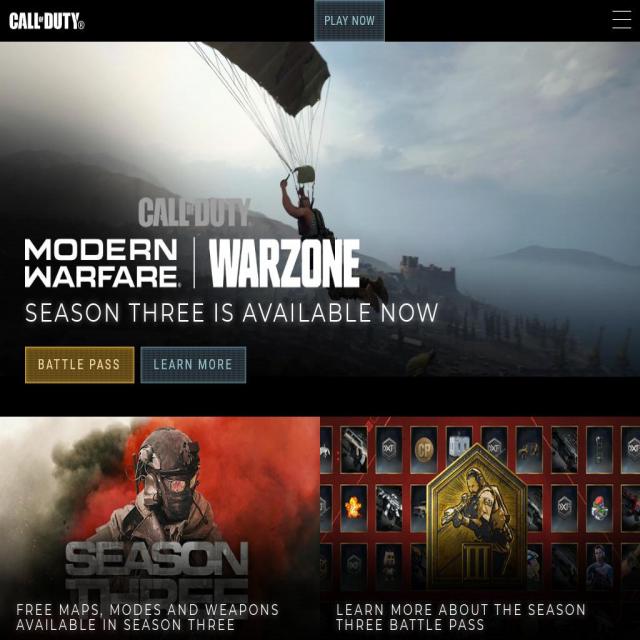 CALL OF DUTY®
PLAY NOW
CALL OF DUTY
MODERN
WARFARE®
WARZONE
SEASON THREE IS AVAILABLE NOW
BATTLE PASS
LEARN MORE
CP
SEASON
THREE
III
FREE MAPS, MODES AND WEAPONS
AVAILABLE IN SEASON THREE
LEARN MORE ABOUT THE SEASON
THREE BATTLE PASS